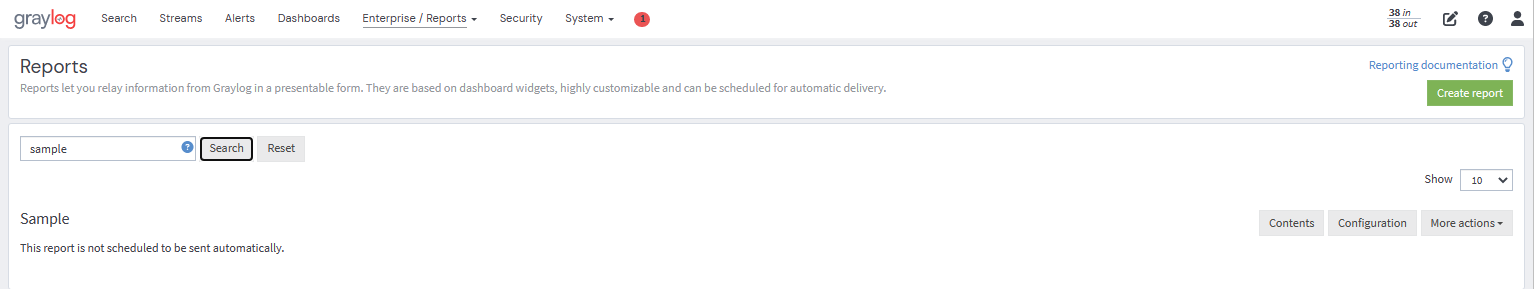 graylog Search Streams Alerts Dashboards Enterprise / Reports Security System 1 38 in
38 out
Reports
Reporting documentation
Reports let you relay information from Graylog in a presentable form. They are based on dashboard widgets, highly customizable and can be scheduled for automatic delivery.
Create report
sample ? Search Reset
Show 10
Sample
Contents Configuration More actions
This report is not scheduled to be sent automatically.